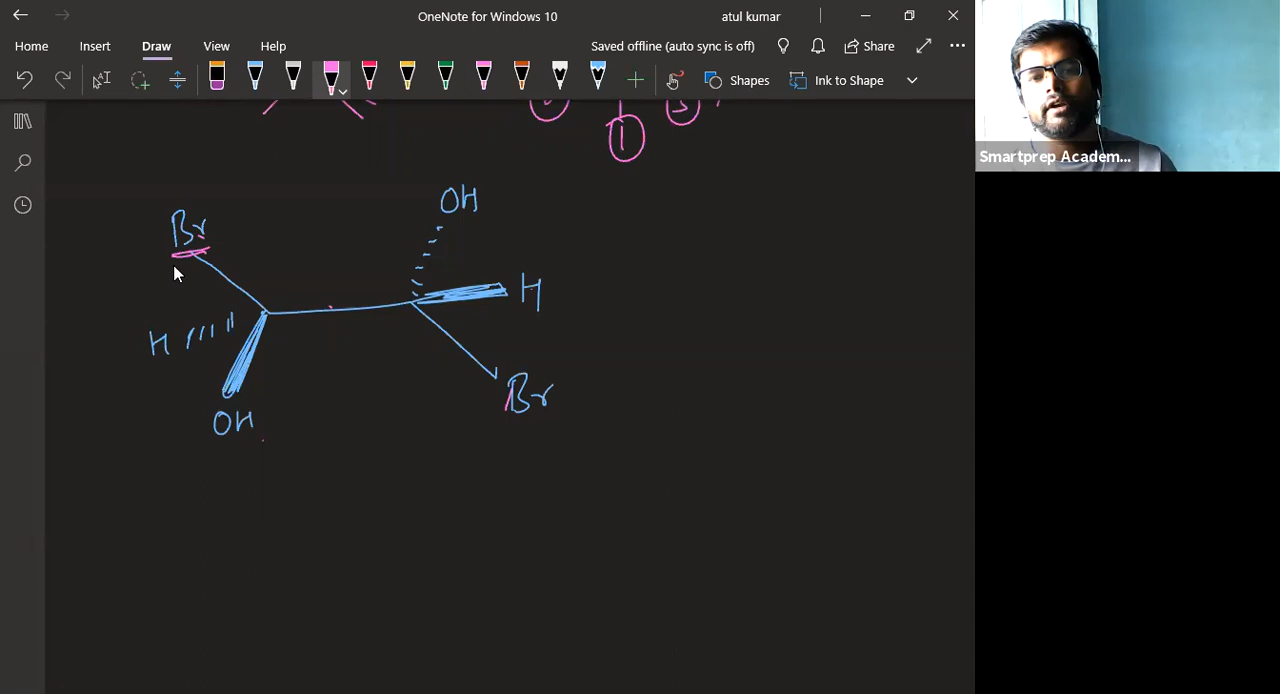 OneNote for Windows 10
atul kumar
Home Insert Draw View Help
Saved offline (auto sync is off)
Share
Shapes
Ink to Shape
Smartprep Academ...
1
OH
Br
H
H
Br
OH